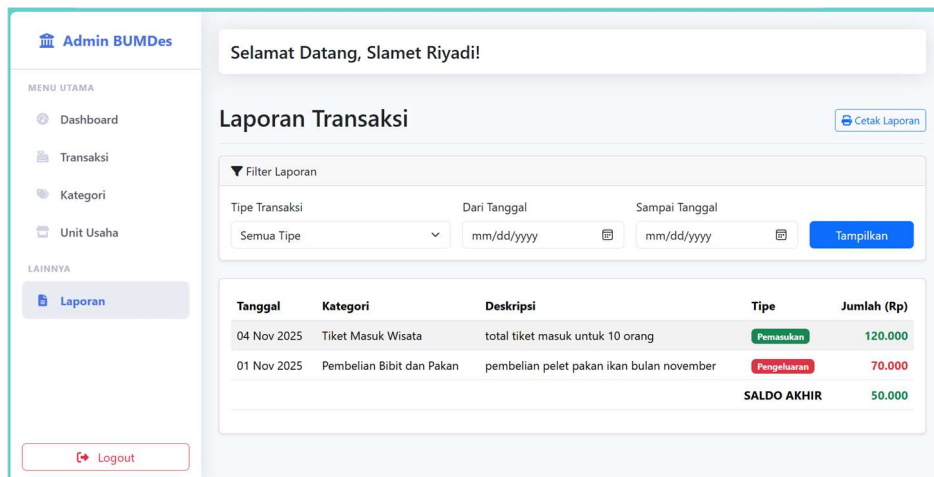 Admin BUMDes
MENU UTAMA
Dashboard
Transaksi
Kategori
Unit Usaha
LAINNYA
Laporan
Logout
Selamat Datang, Slamet Riyadi!
Laporan Transaksi
Cetak Laporan
Filter Laporan
Tipe Transaksi Dari Tanggal Sampai Tanggal
Semua Tipe mm/dd/yyyy mm/dd/yyyy Tampilkan
Tanggal Kategori Deskripsi Tipe Jumlah (Rp)
04 Nov 2025 Tiket Masuk Wisata total tiket masuk untuk 10 orang Pemasukan 120.000
01 Nov 2025 Pembelian Bibit dan Pakan pembelian pelet pakan ikan bulan november Pengeluaran 70.000
SALDO AKHIR 50.000